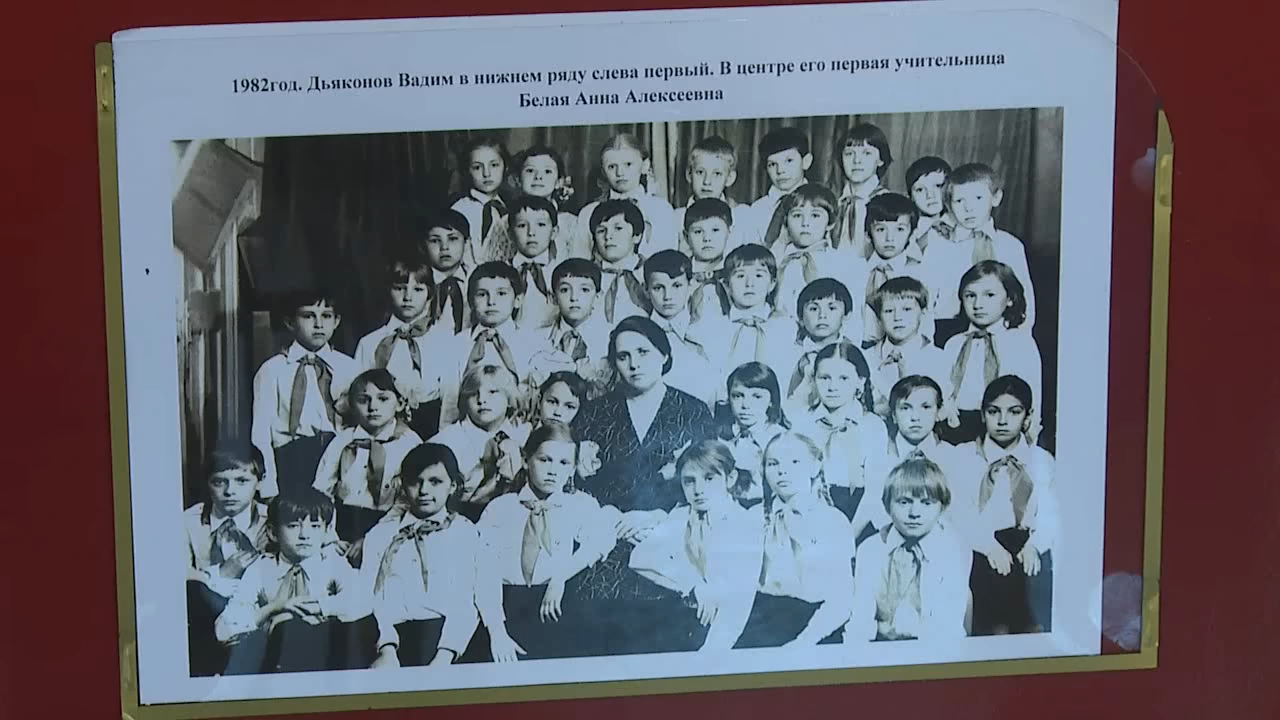 1982год. Дьяконов Вадим в нижнем ряду слева первый. В центре его первая учительница
Белая Анна Алексеевна